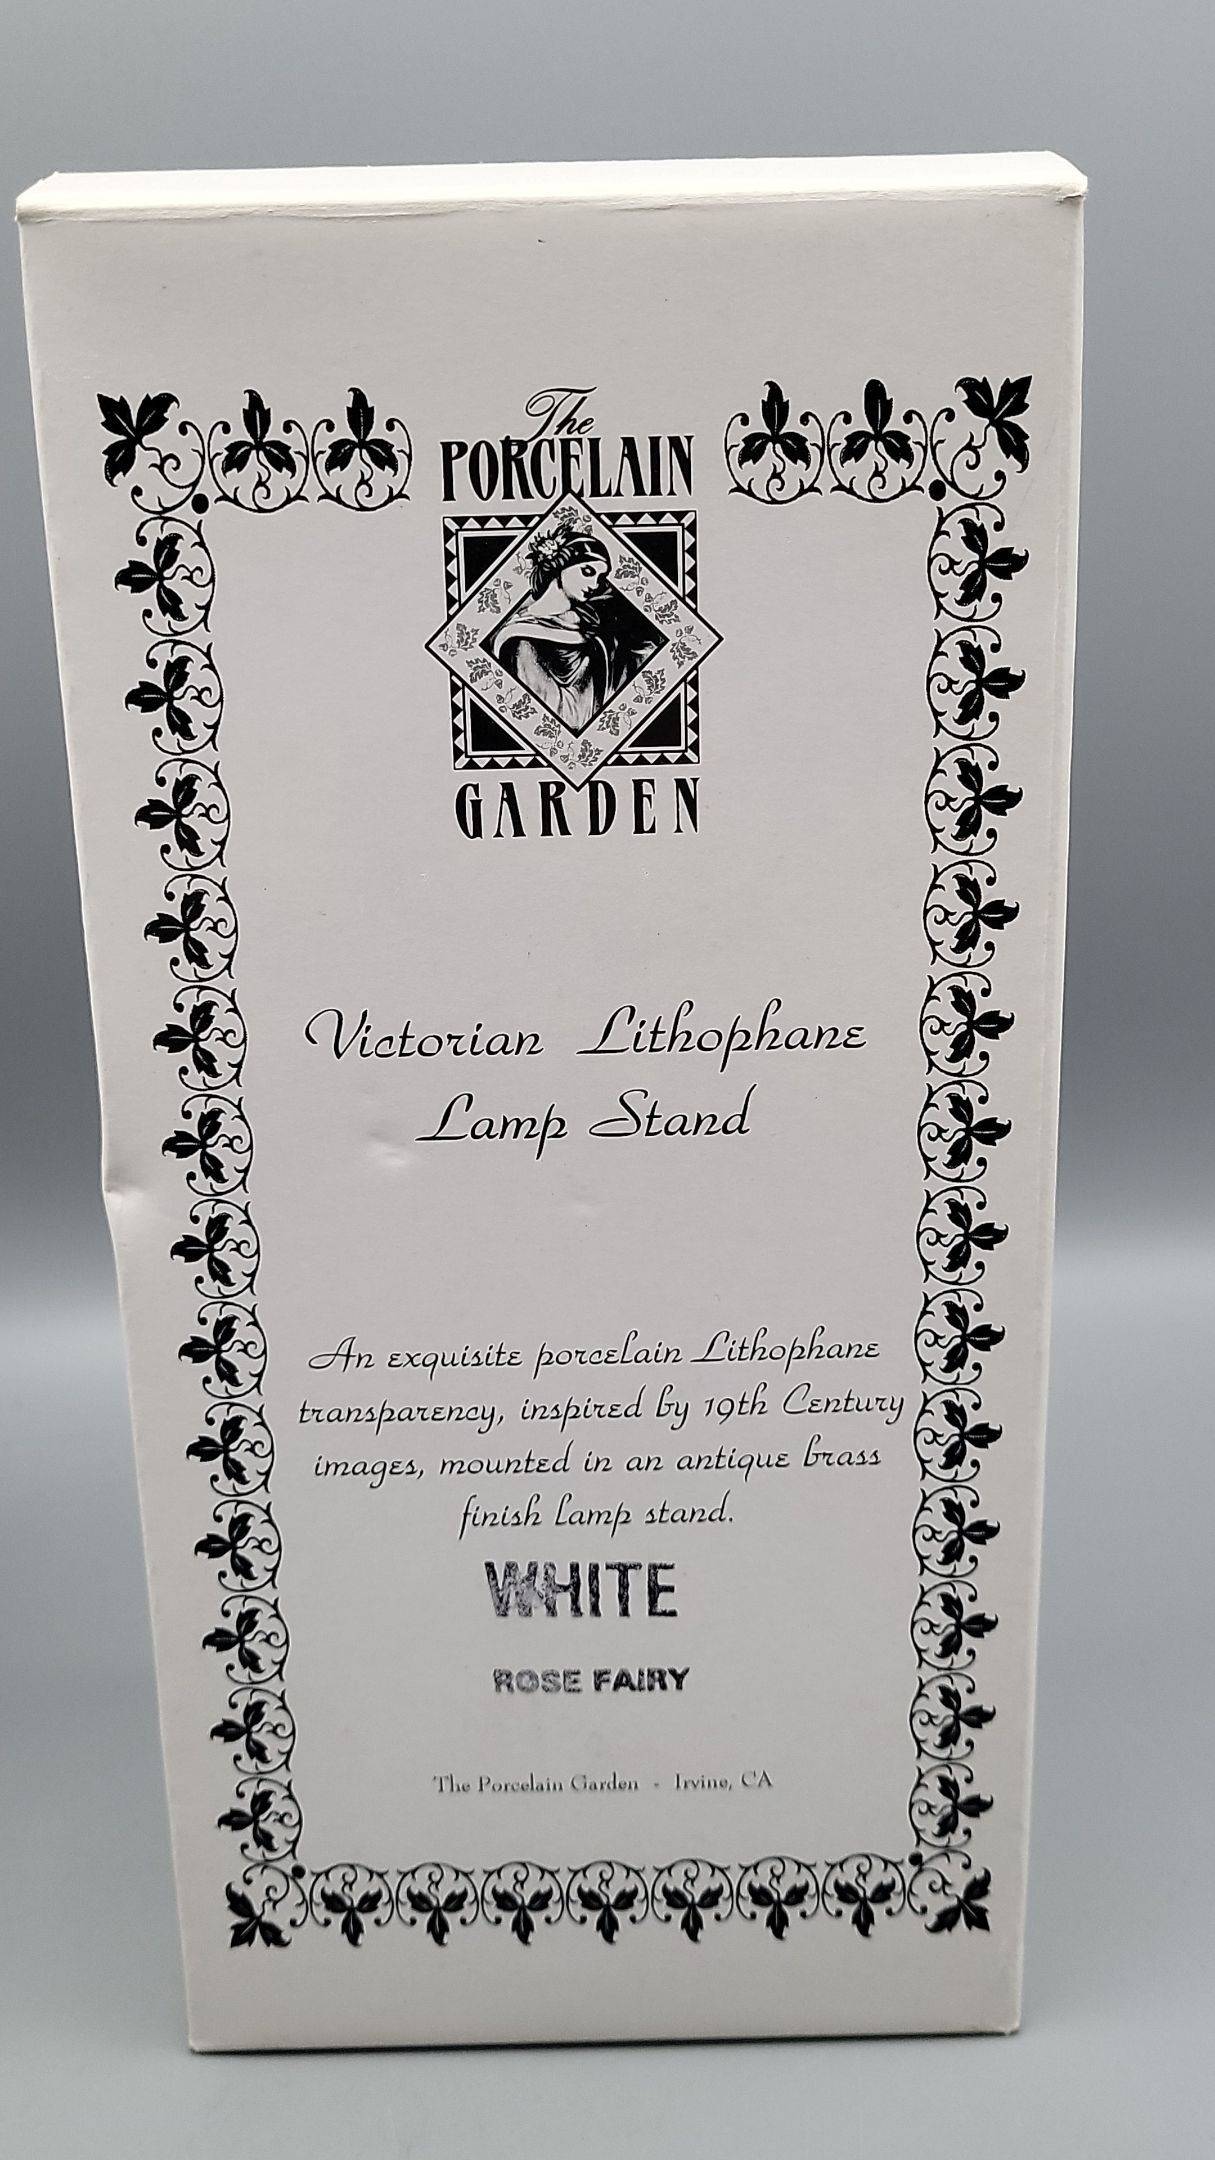 The
PORCELAIN
GARDEN
Victorian Lithophane
Lamp Stand
An exquisite porcelain Lithophane
transparency, inspired by 19th Century
images, mounted in an antique brass
finish lamp stand.
WHITE
ROSE FAIRY
The Porcelain Garden - Irvine, CA